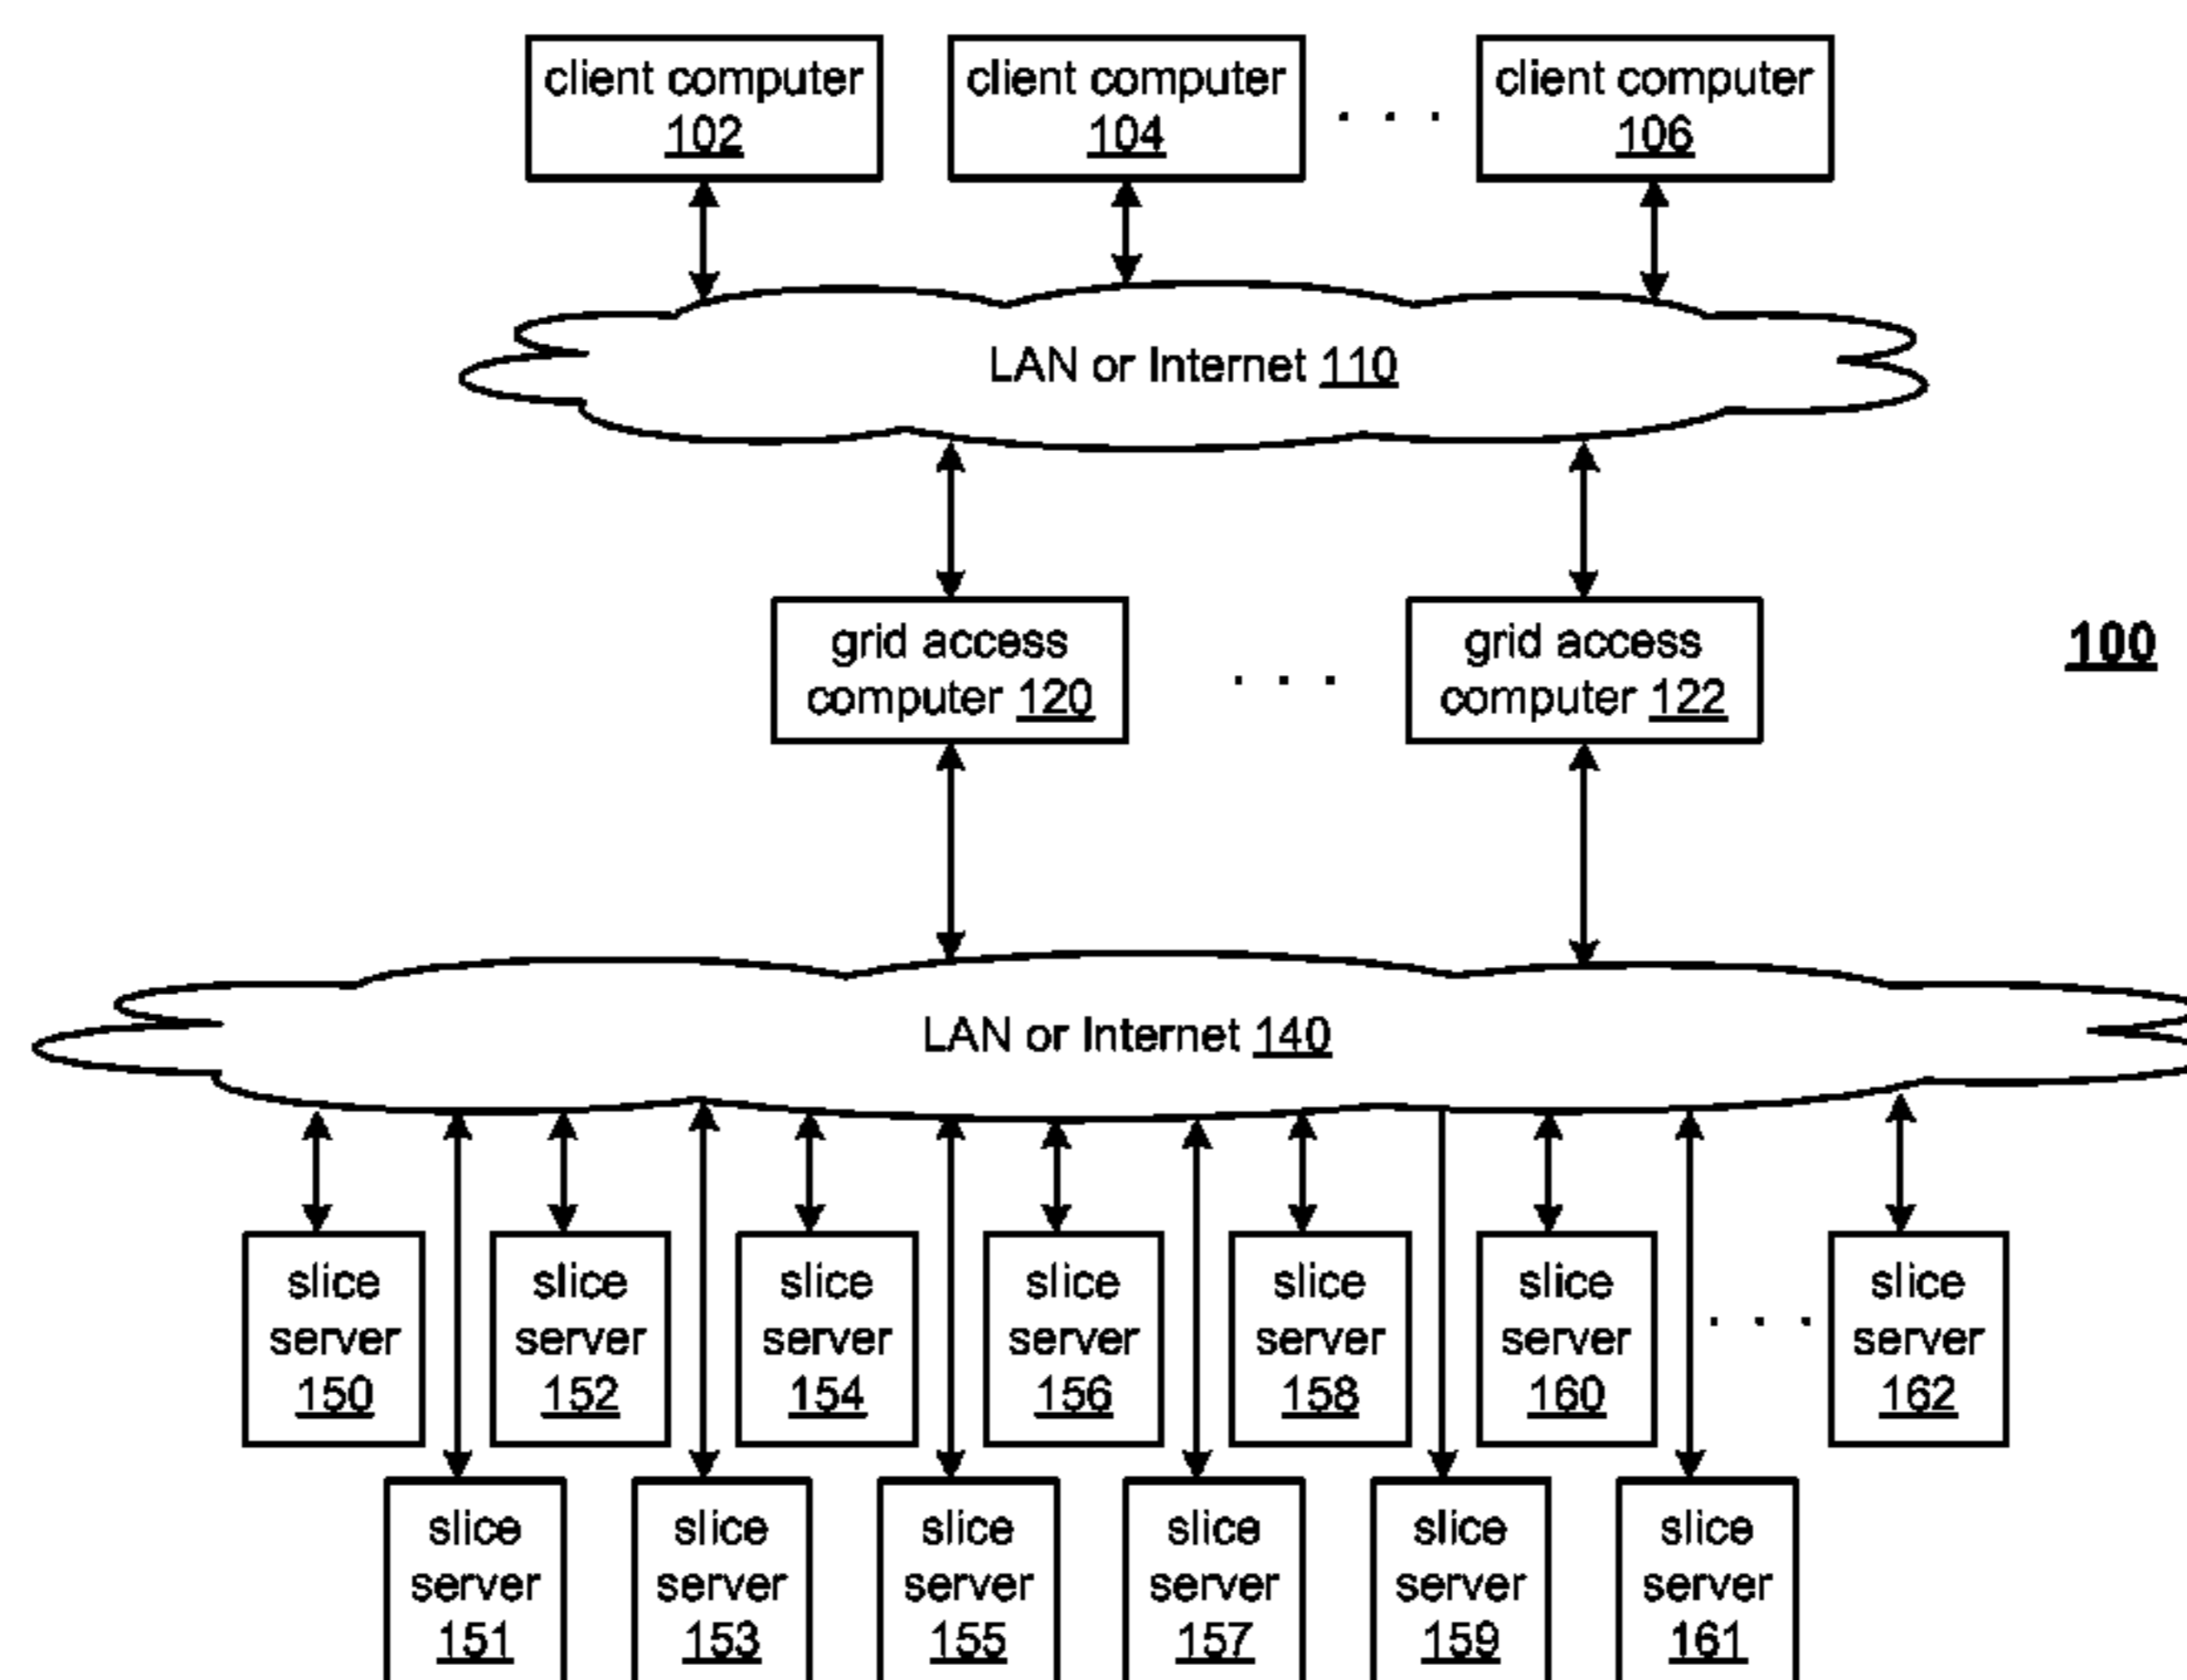 client computer
102
client computer
104
. . .
client computer
106
LAN or Internet 110
grid access
computer 120
. . .
grid access
computer 122
100
LAN or Internet 140
slice
server
150
slice
server
152
slice
server
154
slice
server
156
slice
server
158
slice
server
160
. . .
slice
server
162
slice
server
151
slice
server
153
slice
server
155
slice
server
157
slice
server
159
slice
server
161